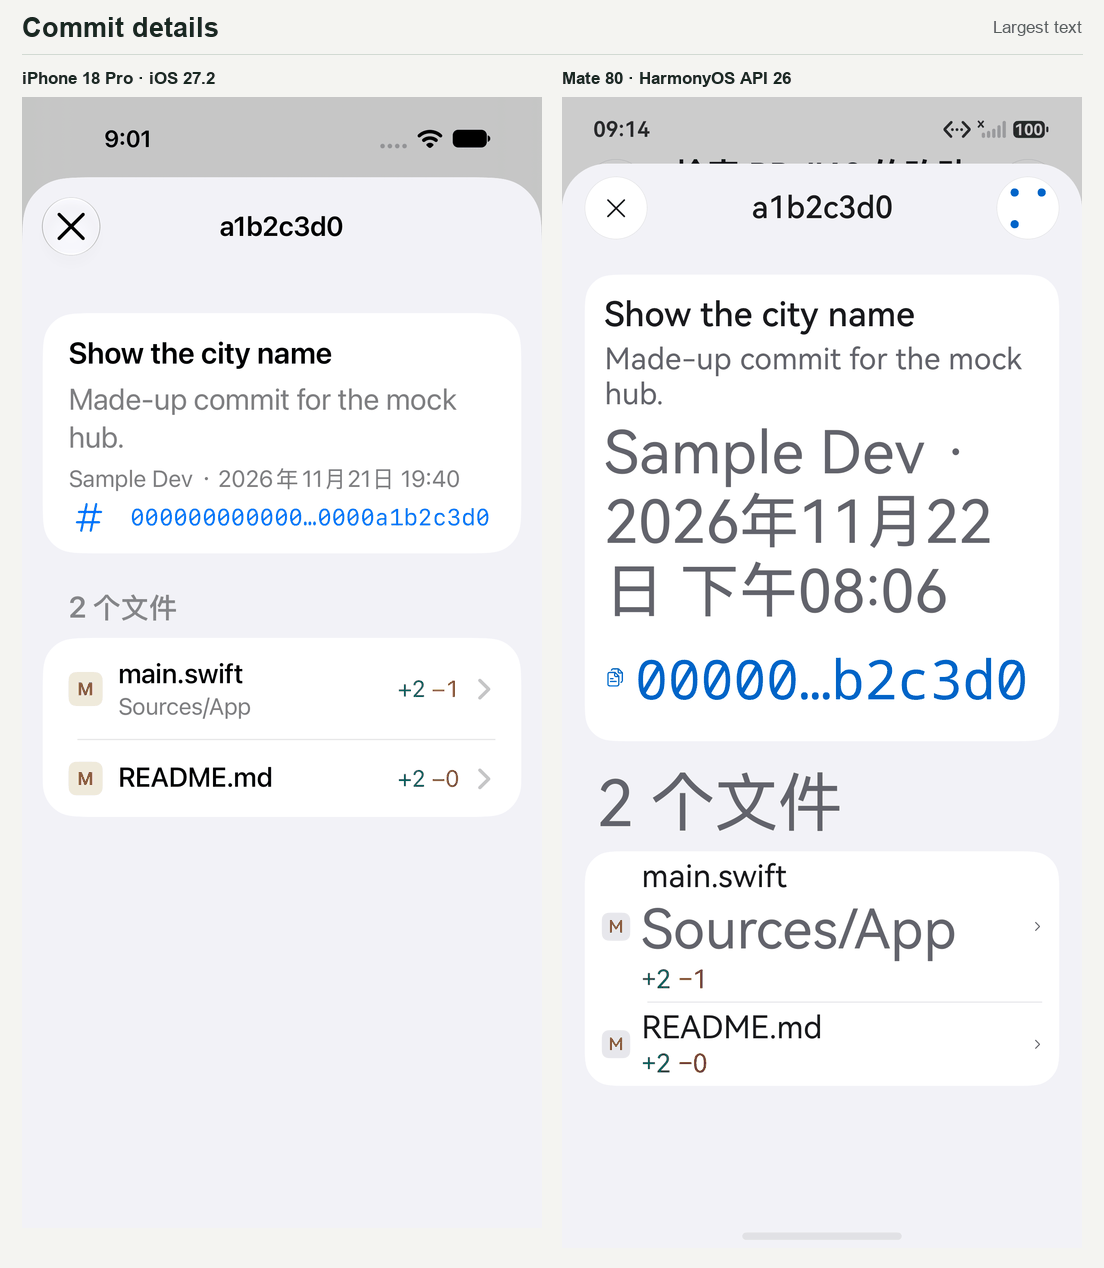 Commit details
Largest text
iPhone 18 Pro · iOS 27.2
9:01
a1b2c3d0
Show the city name
Made-up commit for the mock
hub.
Sample Dev · 2026年11月21日 19:40
# 000000000000…0000a1b2c3d0
2 个文件
M
main.swift
Sources/App
+2 −1
M
README.md
+2 −0
Mate 80 · HarmonyOS API 26
09:14
100
a1b2c3d0
Show the city name
Made-up commit for the mock
hub.
Sample Dev ·
2026年11月22
日 下午08:06
00000…b2c3d0
2 个文件
main.swift
M
Sources/App
+2 −1
README.md
M
+2 −0